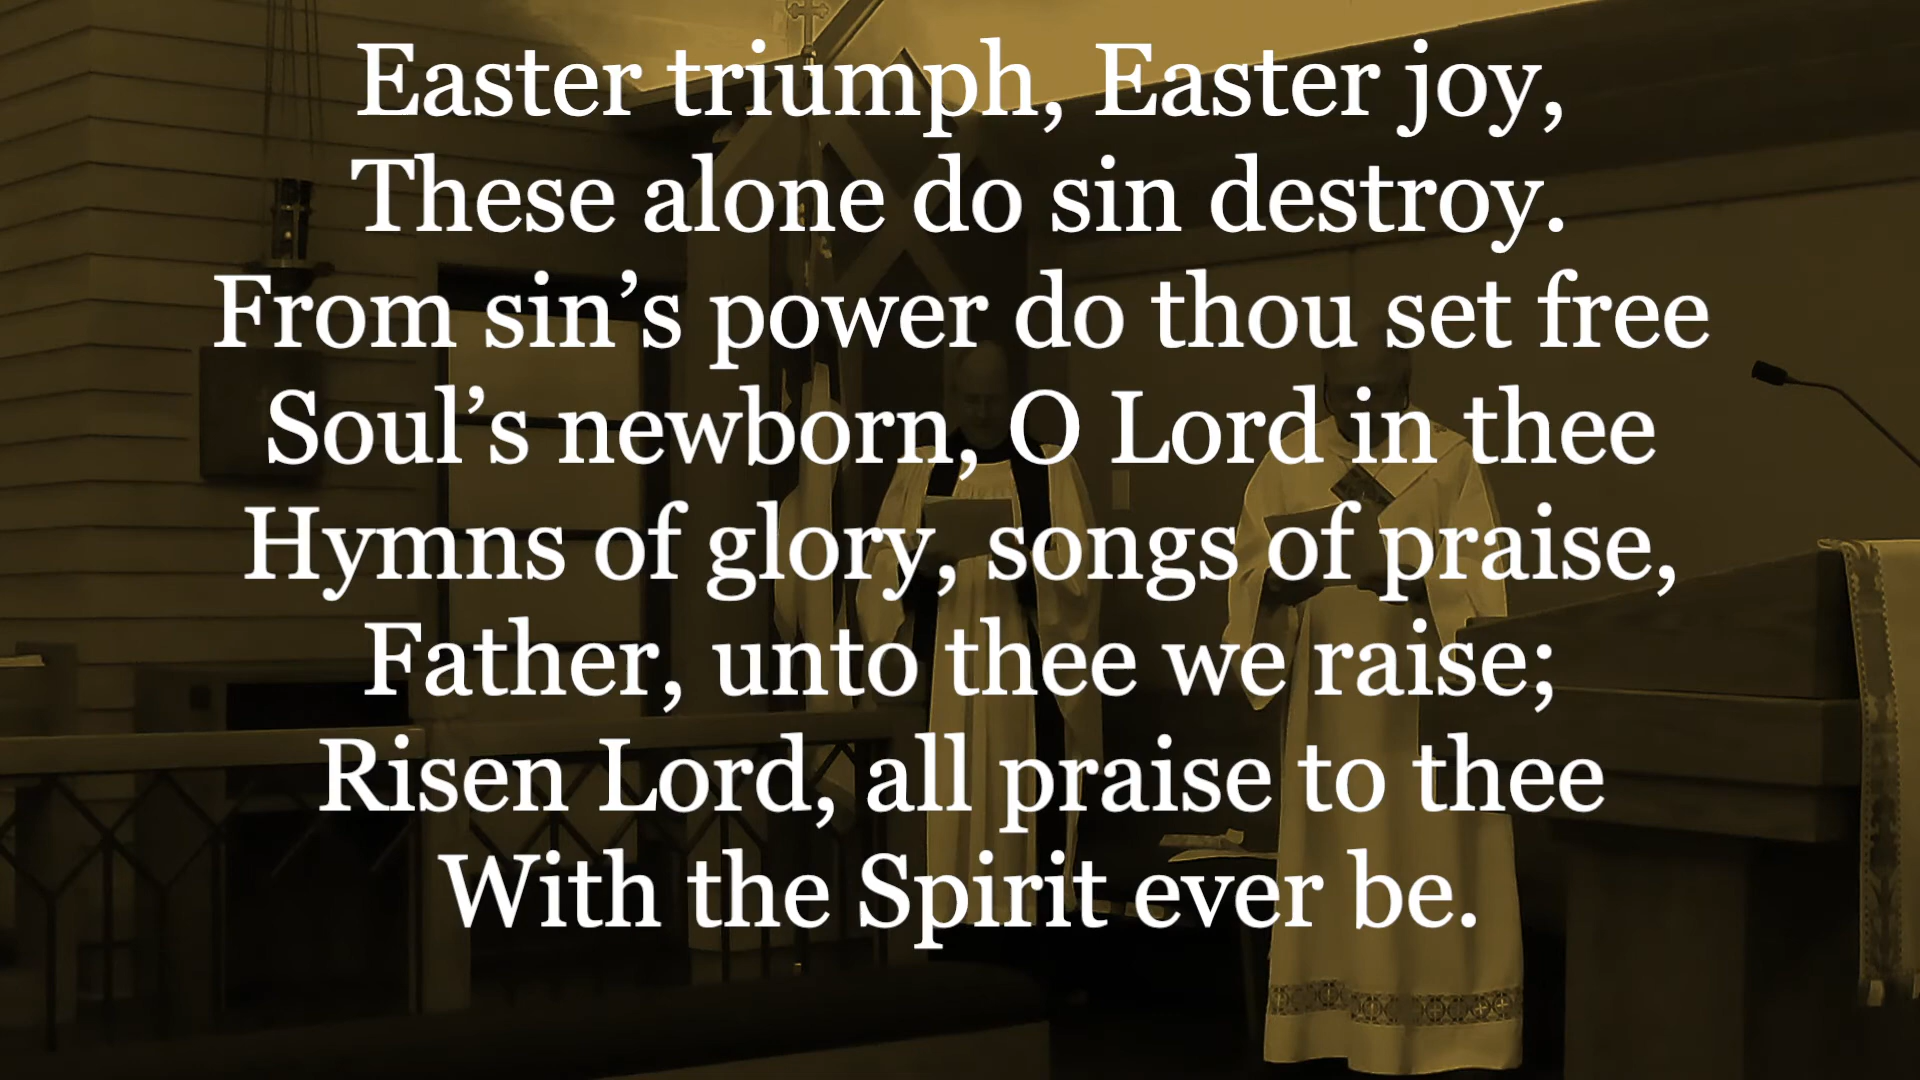 Easter triumph, Easter joy,
These alone do sin destroy.
From sin’s power do thou set free
Soul’s newborn, O Lord in thee
Hymns of glory, songs of praise,
Father, unto thee we raise;
Risen Lord, all praise to thee
With the Spirit ever be.